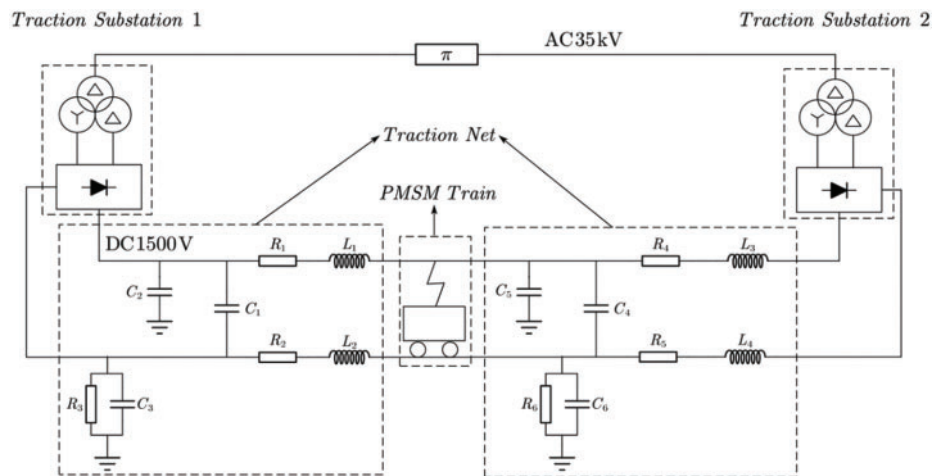 Traction Substation 1
Traction Substation 2
AC35kV
π
Traction Net
PMSM Train
DC1500V
R₁
L₁
R₄
L₃
C₂
C₁
C₅
C₄
R₂
L₂
R₅
L₄
R₃
C₃
R₆
C₆